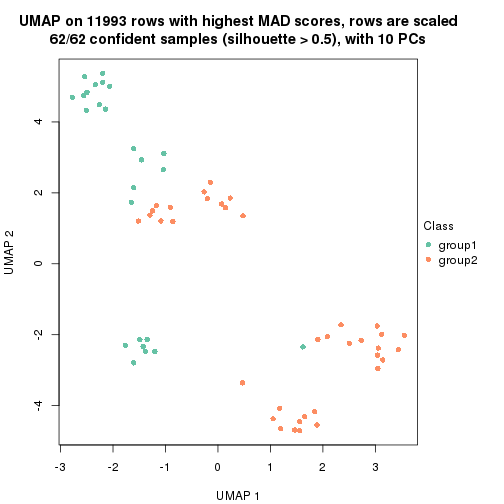 UMAP on 11993 rows with highest MAD scores, rows are scaled
62/62 confident samples (silhouette > 0.5), with 10 PCs
4
2
0
-2
-4
UMAP 2
-3
-2
-1
0
1
2
3
UMAP 1
Class
group1
group2